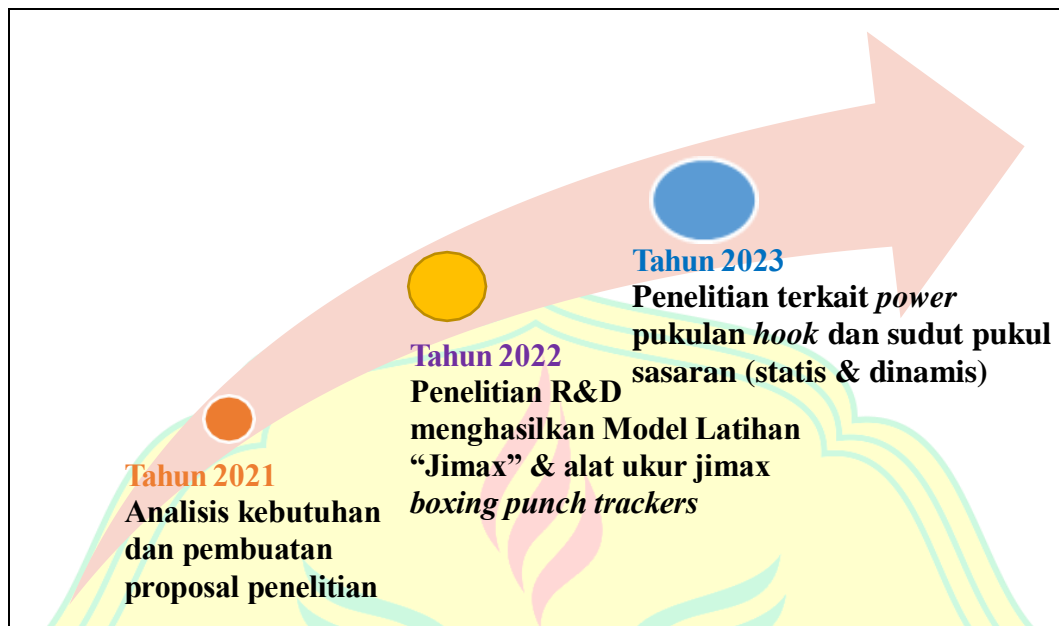 Tahun 2021
Analisis kebutuhan
dan pembuatan
proposal penelitian
Tahun 2022
Penelitian R&D
menghasilkan Model Latihan
“Jimax” & alat ukur jimax
boxing punch trackers
Tahun 2023
Penelitian terkait power
pukulan hook dan sudut pukul
sasaran (statis & dinamis)